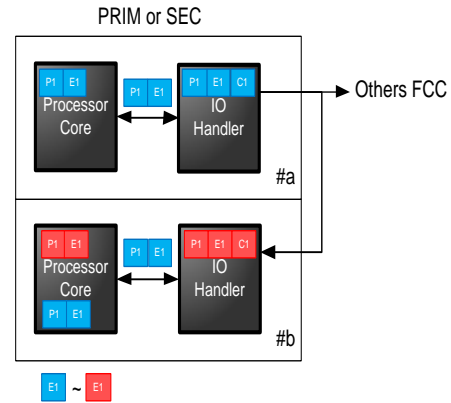 PRIM or SEC
P1 E1
P1 E1
P1 E1 C1
Processor
Core
IO
Handler
Others FCC
#a
P1 E1
P1 E1
P1 E1 C1
Processor
Core
IO
Handler
P1 E1
#b
E1 ~ E1